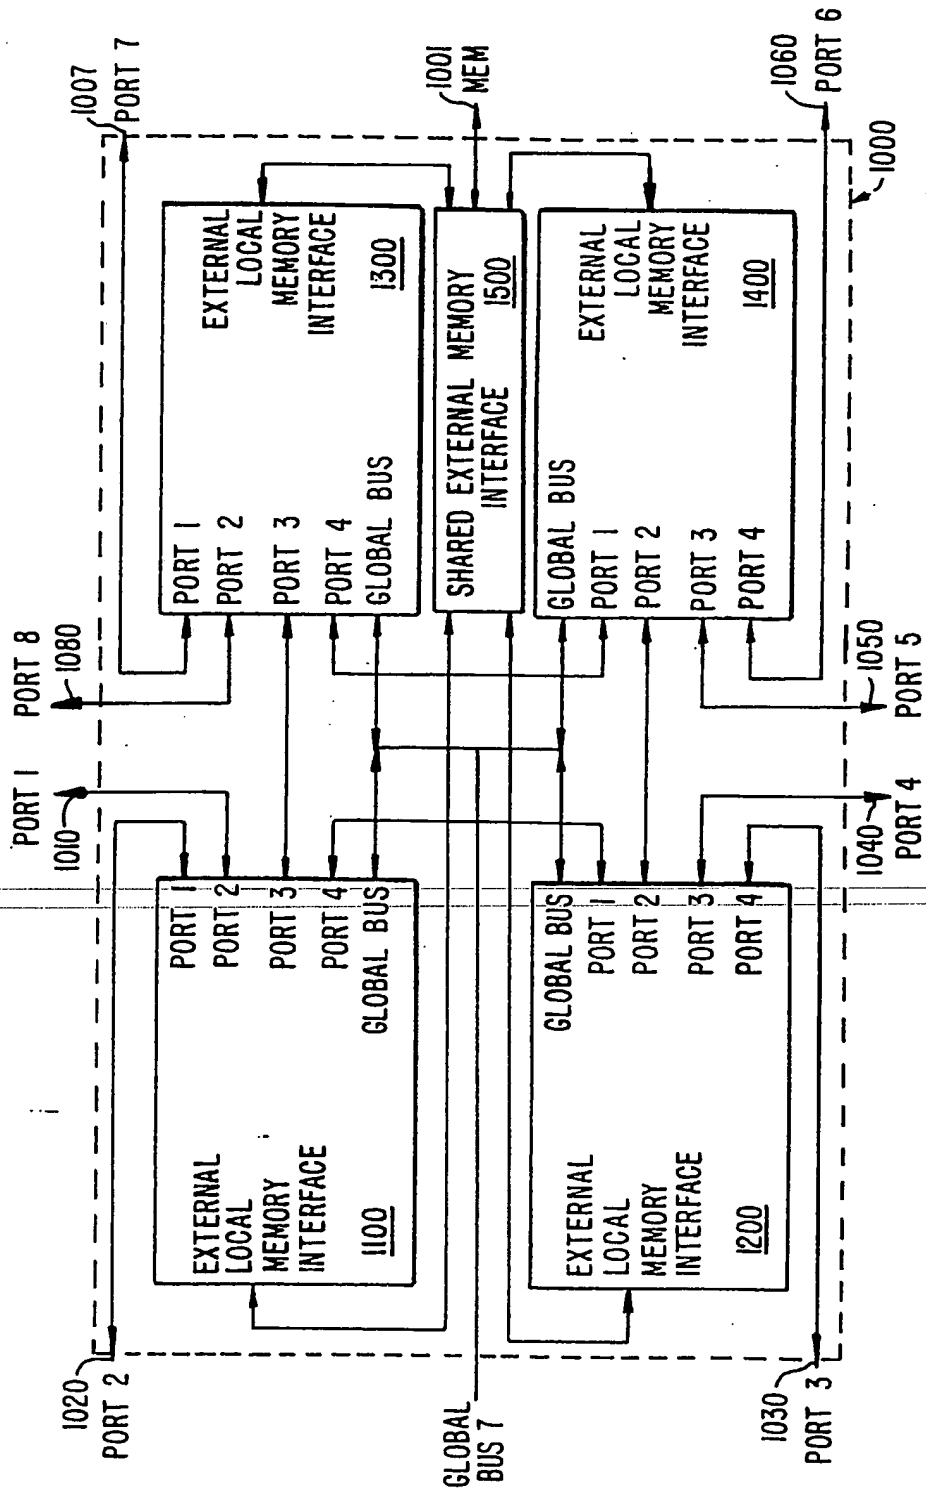 PORT 1
1010
PORT 8
1080
1020
PORT 2
1007
PORT 7
EXTERNAL
LOCAL
MEMORY
INTERFACE
1100
PORT 1
PORT 2
PORT 3
PORT 4
GLOBAL BUS
PORT 1
PORT 2
PORT 3
PORT 4
GLOBAL BUS
EXTERNAL
LOCAL
MEMORY
INTERFACE
1300
GLOBAL
BUS 7
SHARED EXTERNAL MEMORY
INTERFACE
1500
1001
MEM
EXTERNAL
LOCAL
MEMORY
INTERFACE
1200
GLOBAL BUS
PORT 1
PORT 2
PORT 3
PORT 4
GLOBAL BUS
PORT 1
PORT 2
PORT 3
PORT 4
EXTERNAL
LOCAL
MEMORY
INTERFACE
1400
1030
PORT 3
1040
PORT 4
1050
PORT 5
1060
PORT 6
1000